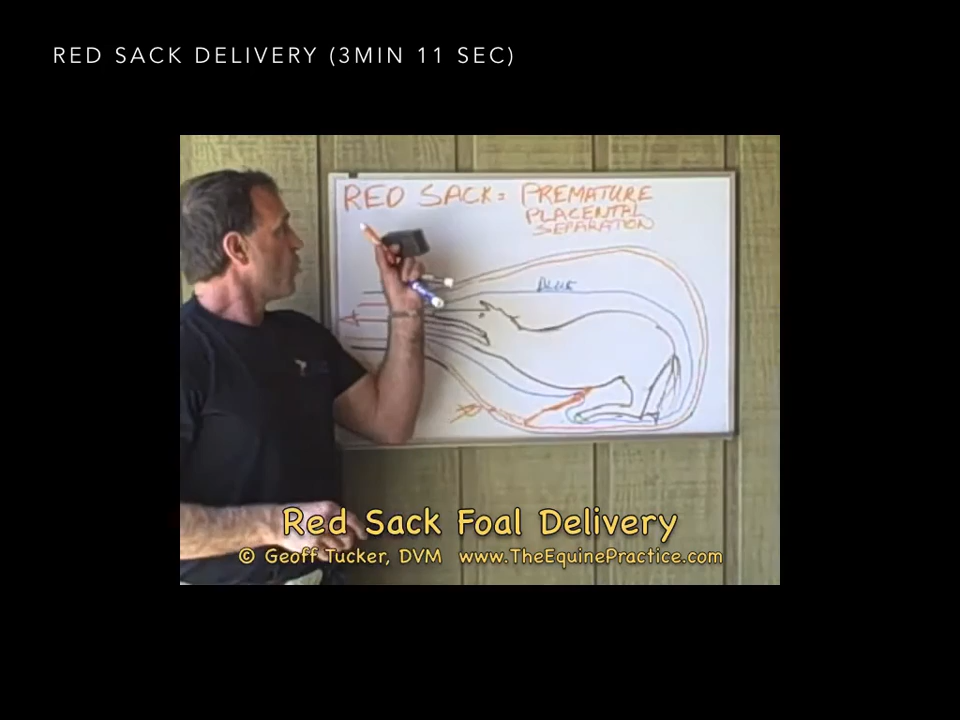 RED SACK DELIVERY (3MIN 11 SEC)
RED SACK = PREMATURE
PLACENTAL
SEPARATION
BLUE
Red Sack Foal Delivery
© Geoff Tucker, DVM www.TheEquinePractice.com